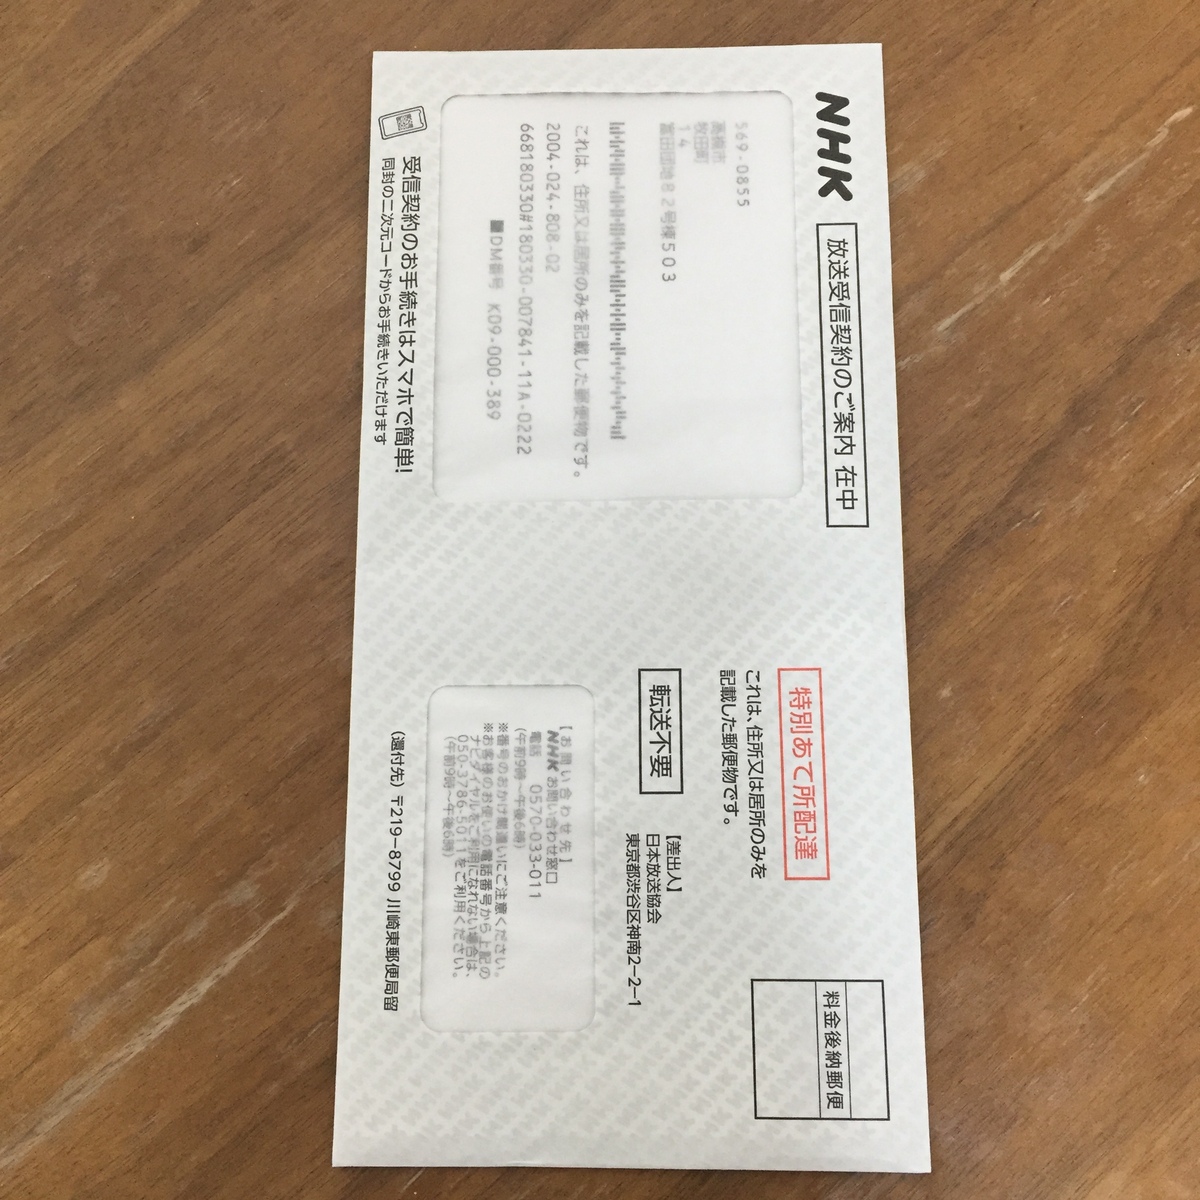 NHK
放送受信契約のご案内 在中
569-0855
高槻市
牧田町
14
富田団地82号棟503
これは、住所又は居所のみを記載した郵便物です。
2004-024-808-02
668180330#180330-007841-11A-0222
■DM番号 K09-000-389
受信契約のお手続きはスマホで簡単!
同封の二次元コードからお手続きいただけます
特別あて所配達
これは、住所又は居所のみを
記載した郵便物です。
転送不要
【差出人】
日本放送協会
東京都渋谷区神南2-2-1
料金後納郵便
【お問い合わせ先】
NHK お問い合わせ窓口
電話 0570-033-011
(午前9時～午後6時)
※番号のおかけ間違いにご注意ください。
※お客様のお使いの電話番号から上記の
ナビダイヤルをご利用になれない場合は、
050-3786-5011をご利用ください。
(午前9時～午後6時)
(還付先) 〒219-8799 川崎東郵便局留